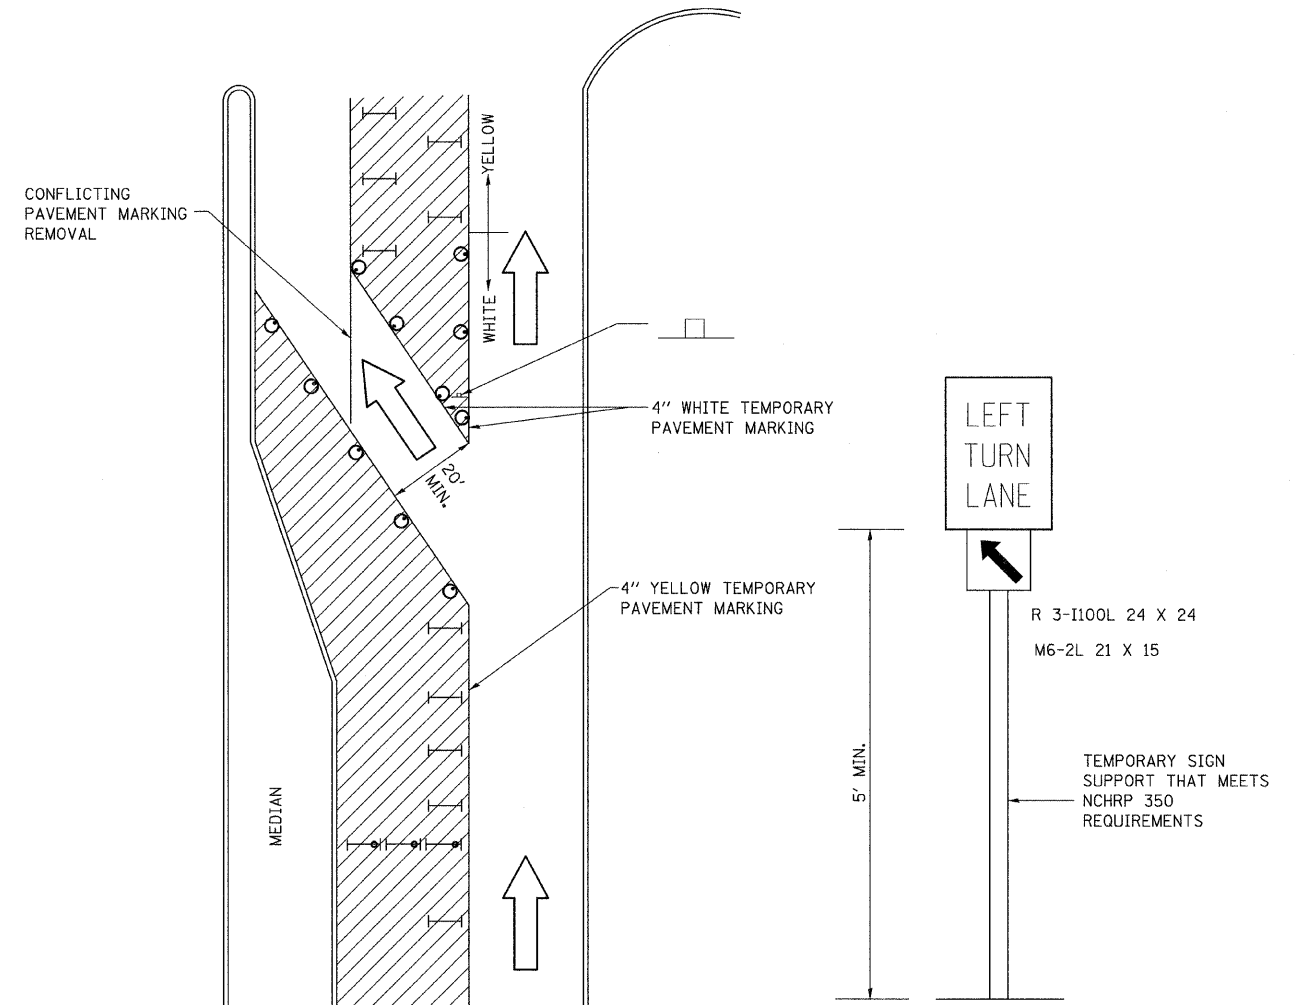 YELLOW
CONFLICTING
PAVEMENT MARKING
REMOVAL
WHITE
4" WHITE TEMPORARY
PAVEMENT MARKING
LEFT
TURN
LANE
20'
MIN.
4" YELLOW TEMPORARY
PAVEMENT MARKING
R 3-I100L 24 X 24
M6-2L 21 X 15
5' MIN.
TEMPORARY SIGN
SUPPORT THAT MEETS
NCHRP 350
REQUIREMENTS
MEDIAN